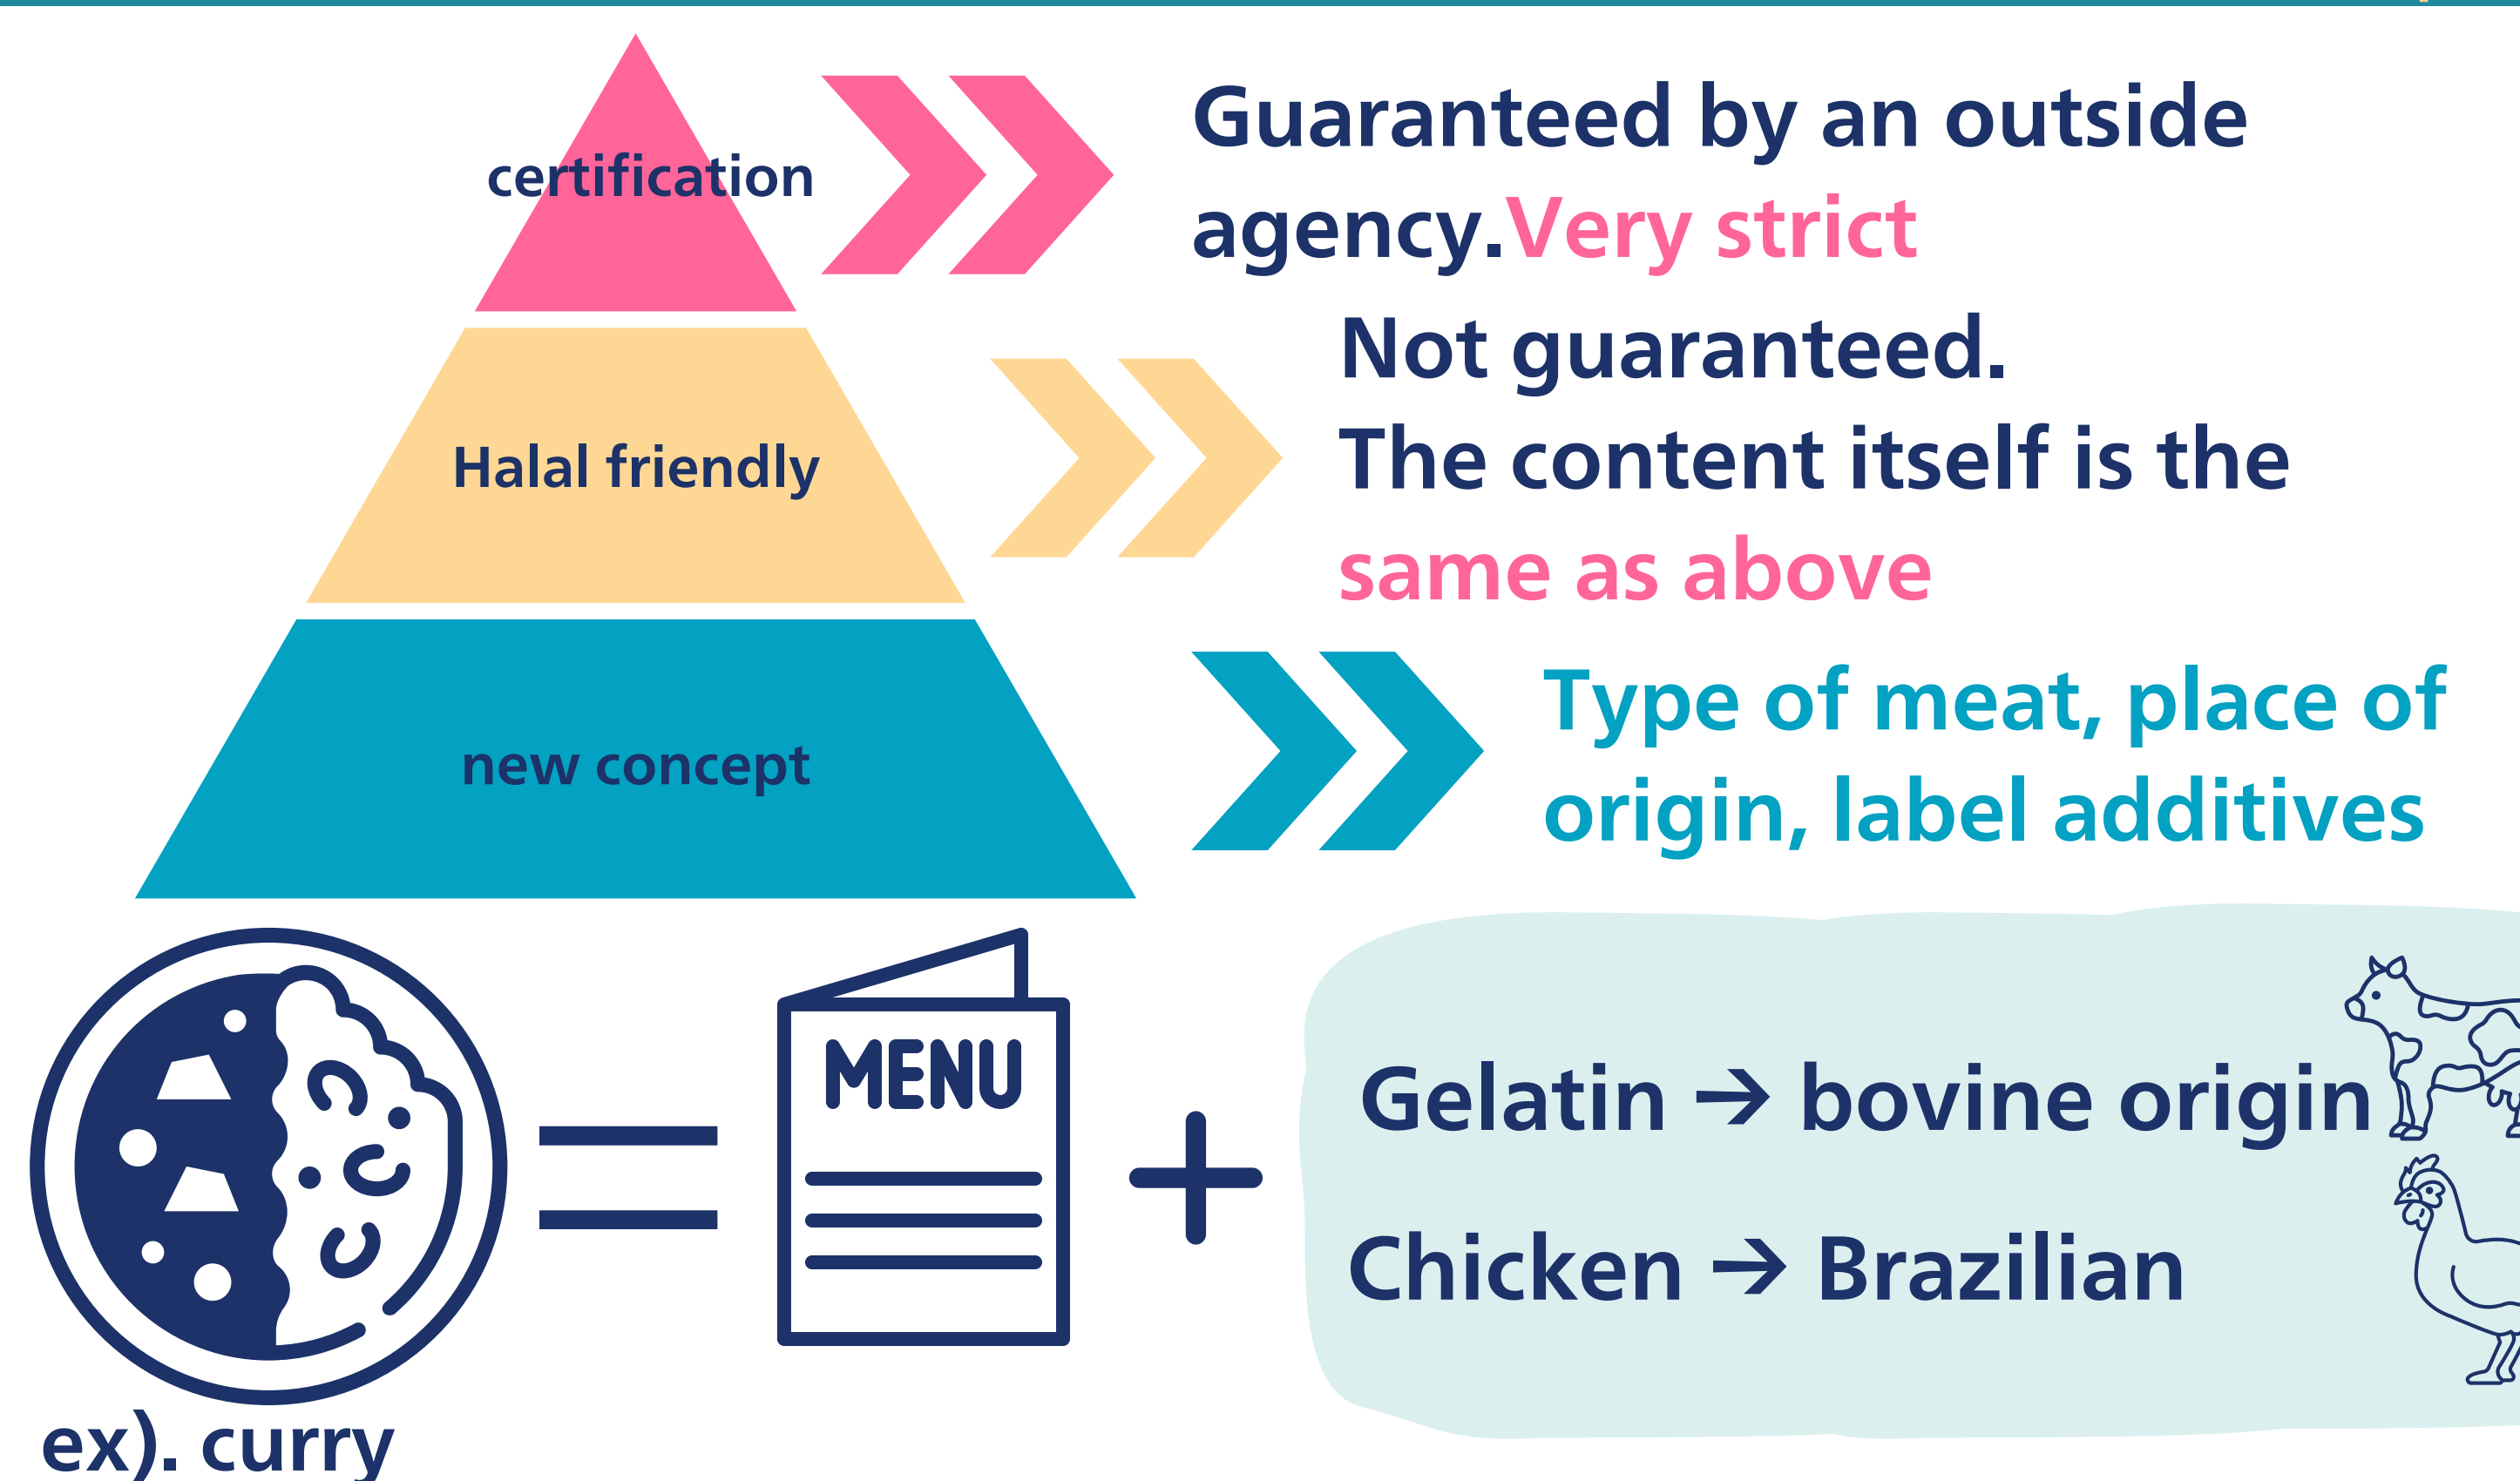 certification
Guaranteed by an outside
agency.Very strict
Halal friendly
Not guaranteed.
The content itself is the
same as above
new concept
Type of meat, place of
origin, label additives
MENU
Gelatin → bovine origin
Chicken → Brazilian
ex). curry